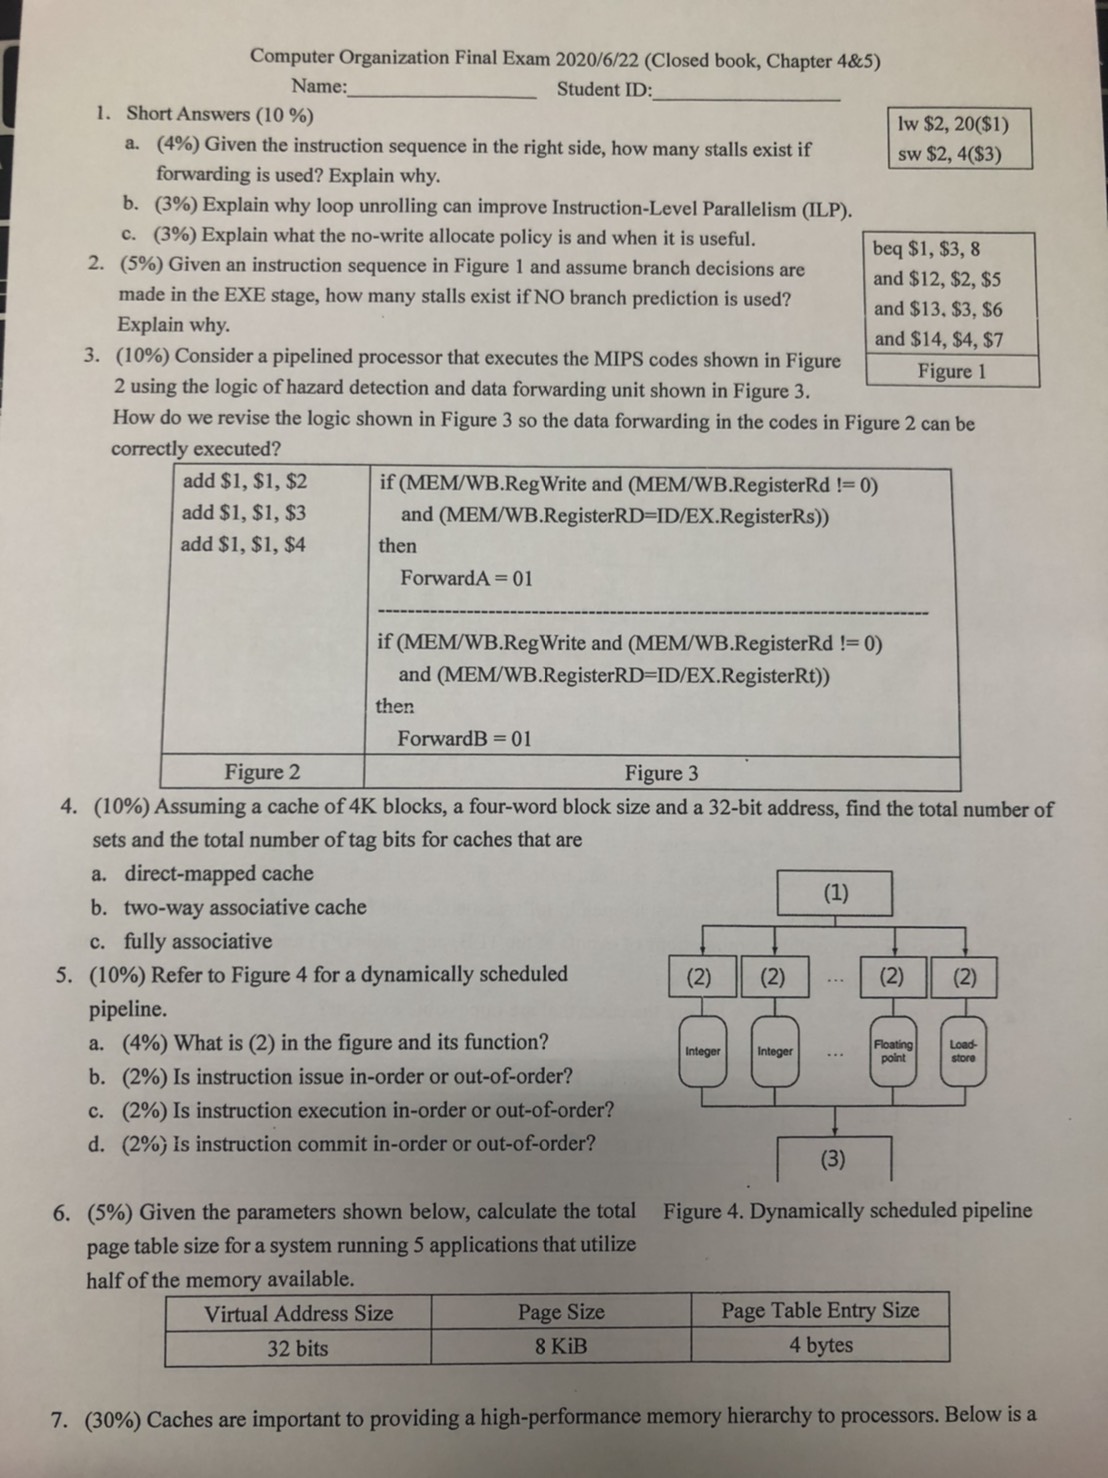 Computer Organization Final Exam 2020/6/22 (Closed book, Chapter 4&5)
Name:____________________ Student ID:____________________
1. Short Answers (10 %)
a. (4%) Given the instruction sequence in the right side, how many stalls exist if
forwarding is used? Explain why.
lw $2, 20($1)
sw $2, 4($3)
b. (3%) Explain why loop unrolling can improve Instruction-Level Parallelism (ILP).
c. (3%) Explain what the no-write allocate policy is and when it is useful.
2. (5%) Given an instruction sequence in Figure 1 and assume branch decisions are
made in the EXE stage, how many stalls exist if NO branch prediction is used?
Explain why.
beq $1, $3, 8
and $12, $2, $5
and $13, $3, $6
and $14, $4, $7
Figure 1
3. (10%) Consider a pipelined processor that executes the MIPS codes shown in Figure
2 using the logic of hazard detection and data forwarding unit shown in Figure 3.
How do we revise the logic shown in Figure 3 so the data forwarding in the codes in Figure 2 can be
correctly executed?
add $1, $1, $2
add $1, $1, $3
add $1, $1, $4
Figure 2
if (MEM/WB.RegWrite and (MEM/WB.RegisterRd != 0)
and (MEM/WB.RegisterRD=ID/EX.RegisterRs))
then
ForwardA = 01
--------------------------------------------------
if (MEM/WB.RegWrite and (MEM/WB.RegisterRd != 0)
and (MEM/WB.RegisterRD=ID/EX.RegisterRt))
then
ForwardB = 01
Figure 3
4. (10%) Assuming a cache of 4K blocks, a four-word block size and a 32-bit address, find the total number of
sets and the total number of tag bits for caches that are
a. direct-mapped cache
b. two-way associative cache
c. fully associative
5. (10%) Refer to Figure 4 for a dynamically scheduled
pipeline.
a. (4%) What is (2) in the figure and its function?
b. (2%) Is instruction issue in-order or out-of-order?
c. (2%) Is instruction execution in-order or out-of-order?
d. (2%) Is instruction commit in-order or out-of-order?
(1)
(2) (2) ... (2) (2)
Integer Integer ... Floating point Load-store
(3)
Figure 4. Dynamically scheduled pipeline
6. (5%) Given the parameters shown below, calculate the total
page table size for a system running 5 applications that utilize
half of the memory available.
Virtual Address Size Page Size Page Table Entry Size
32 bits 8 KiB 4 bytes
7. (30%) Caches are important to providing a high-performance memory hierarchy to processors. Below is a